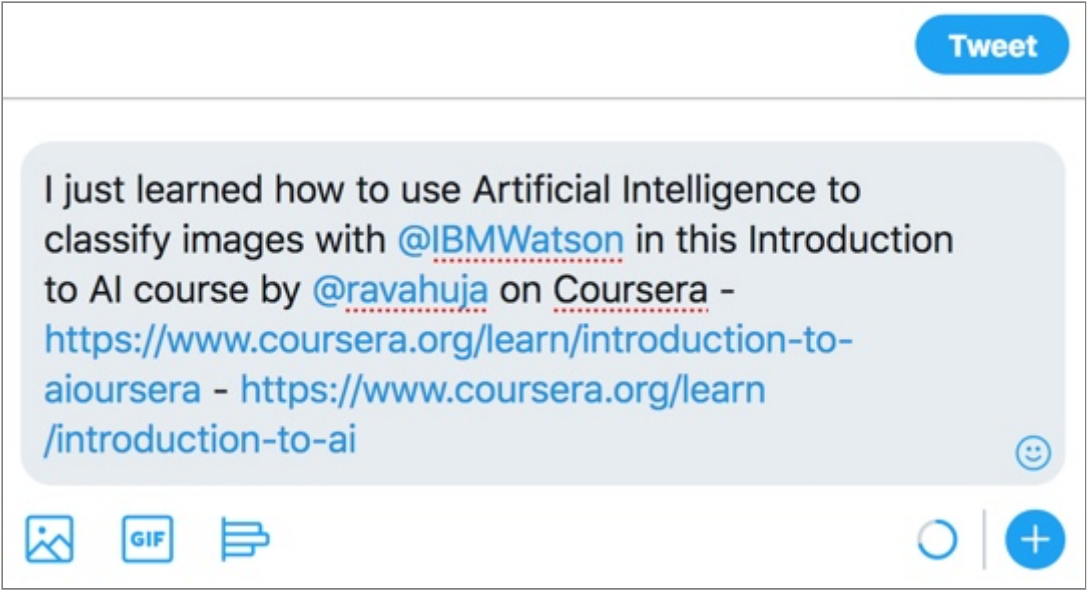 Tweet
I just learned how to use Artificial Intelligence to
classify images with @IBMWatson in this Introduction
to AI course by @ravahuja on Coursera -
https://www.coursera.org/learn/introduction-to-
aioursera - https://www.coursera.org/learn
/introduction-to-ai
GIF